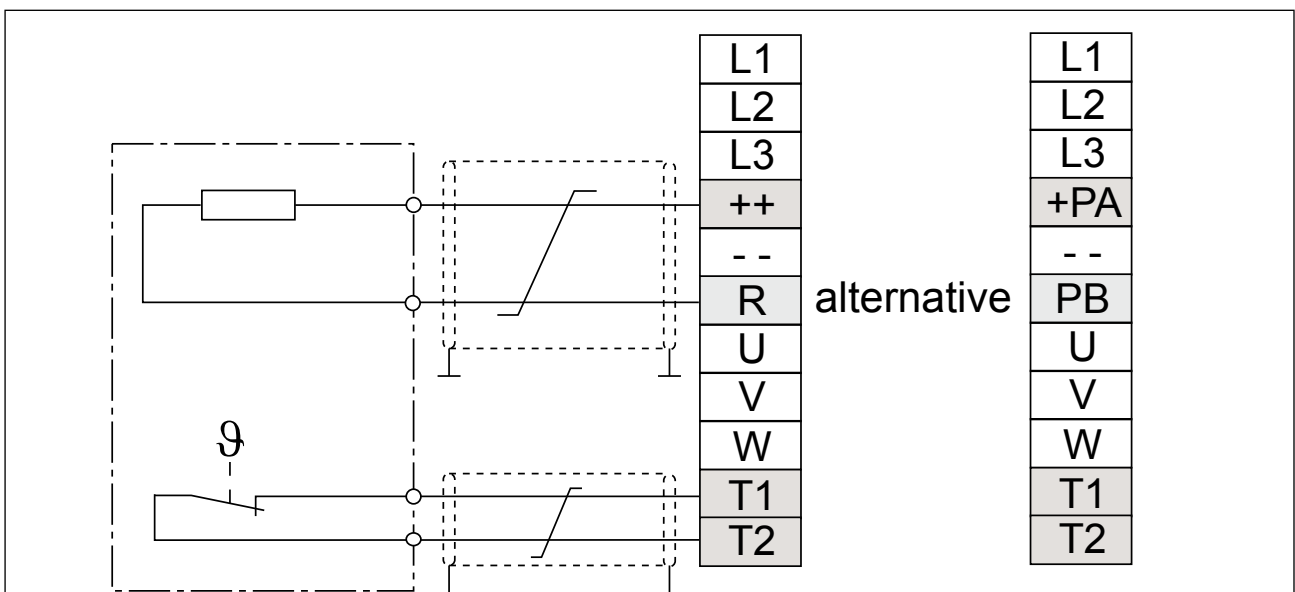 L1
L2
L3
++
- -
R
U
V
W
T1
T2
alternative
L1
L2
L3
+PA
- -
PB
U
V
W
T1
T2
ϑ